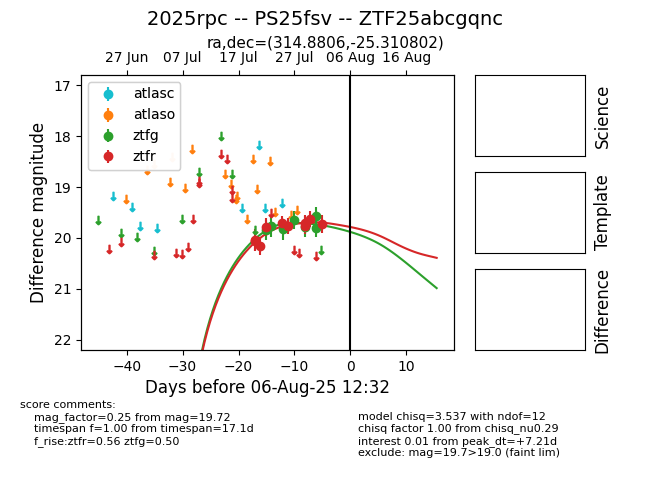 2025rpc -- PS25fsv -- ZTF25abcgqnc
ra,dec=(314.8806,-25.310802)
27 Jun 07 Jul 17 Jul 27 Jul 06 Aug 16 Aug
17
18
19
20
21
22
Difference magnitude
atlasc
atlaso
ztfg
ztfr
−40 −30 −20 −10 0 10
Days before 06-Aug-25 12:32
Science
Template
Difference
score comments:
mag_factor=0.25 from mag=19.72
timespan f=1.00 from timespan=17.1d
f_rise:ztfr=0.56 ztfg=0.50
model chisq=3.537 with ndof=12
chisq factor 1.00 from chisq_nu0.29
interest 0.01 from peak_dt=+7.21d
exclude: mag=19.7>19.0 (faint lim)